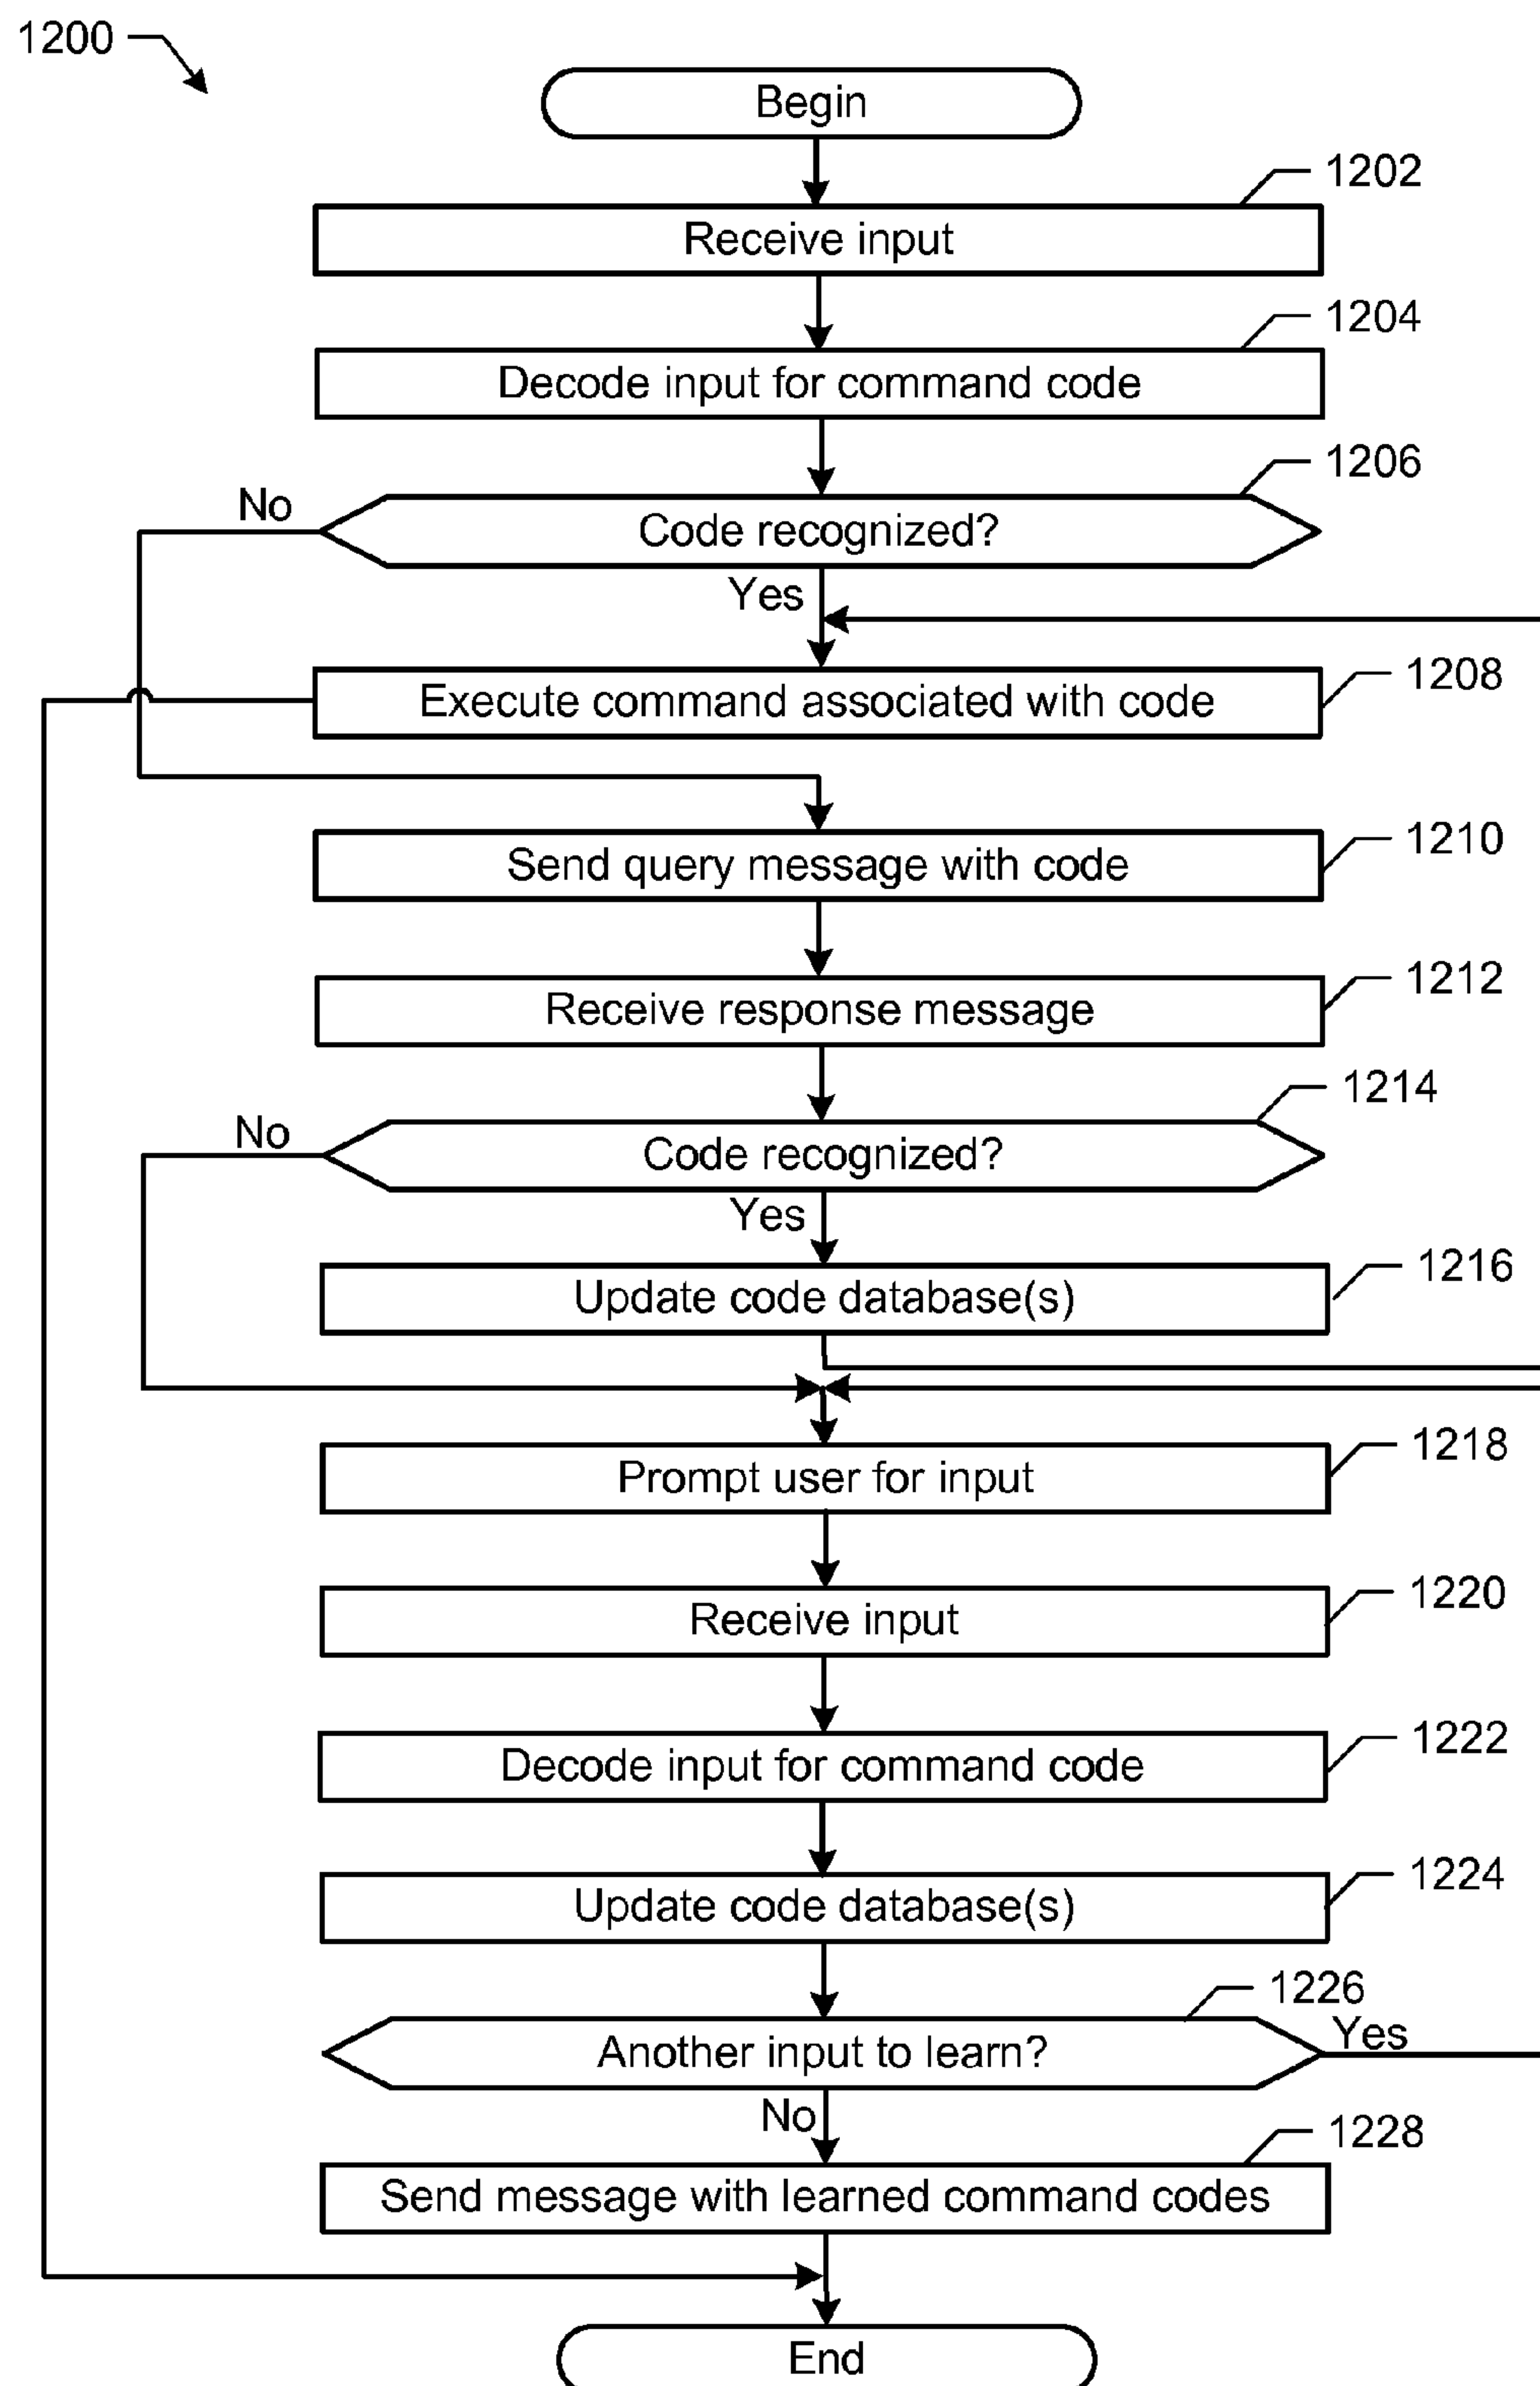 1200
Begin
1202
Receive input
1204
Decode input for command code
1206
No
Code recognized?
Yes
1208
Execute command associated with code
1210
Send query message with code
1212
Receive response message
1214
No
Code recognized?
Yes
1216
Update code database(s)
1218
Prompt user for input
1220
Receive input
1222
Decode input for command code
1224
Update code database(s)
1226
Another input to learn?
Yes
No
1228
Send message with learned command codes
End